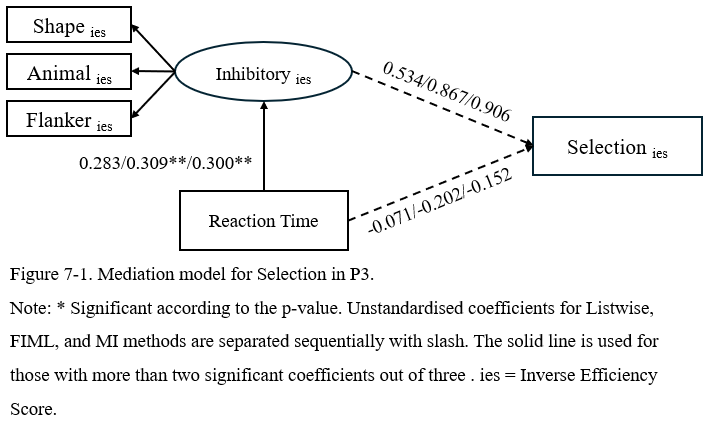 Shape ies
Animal ies
Flanker ies
Inhibitory ies
0.534/0.867/0.906
Selection ies
0.283/0.309**/0.300**
Reaction Time
-0.071/-0.202/-0.152
Figure 7-1. Mediation model for Selection in P3.
Note: * Significant according to the p-value. Unstandardised coefficients for Listwise,
FIML, and MI methods are separated sequentially with slash. The solid line is used for
those with more than two significant coefficients out of three . ies = Inverse Efficiency
Score.